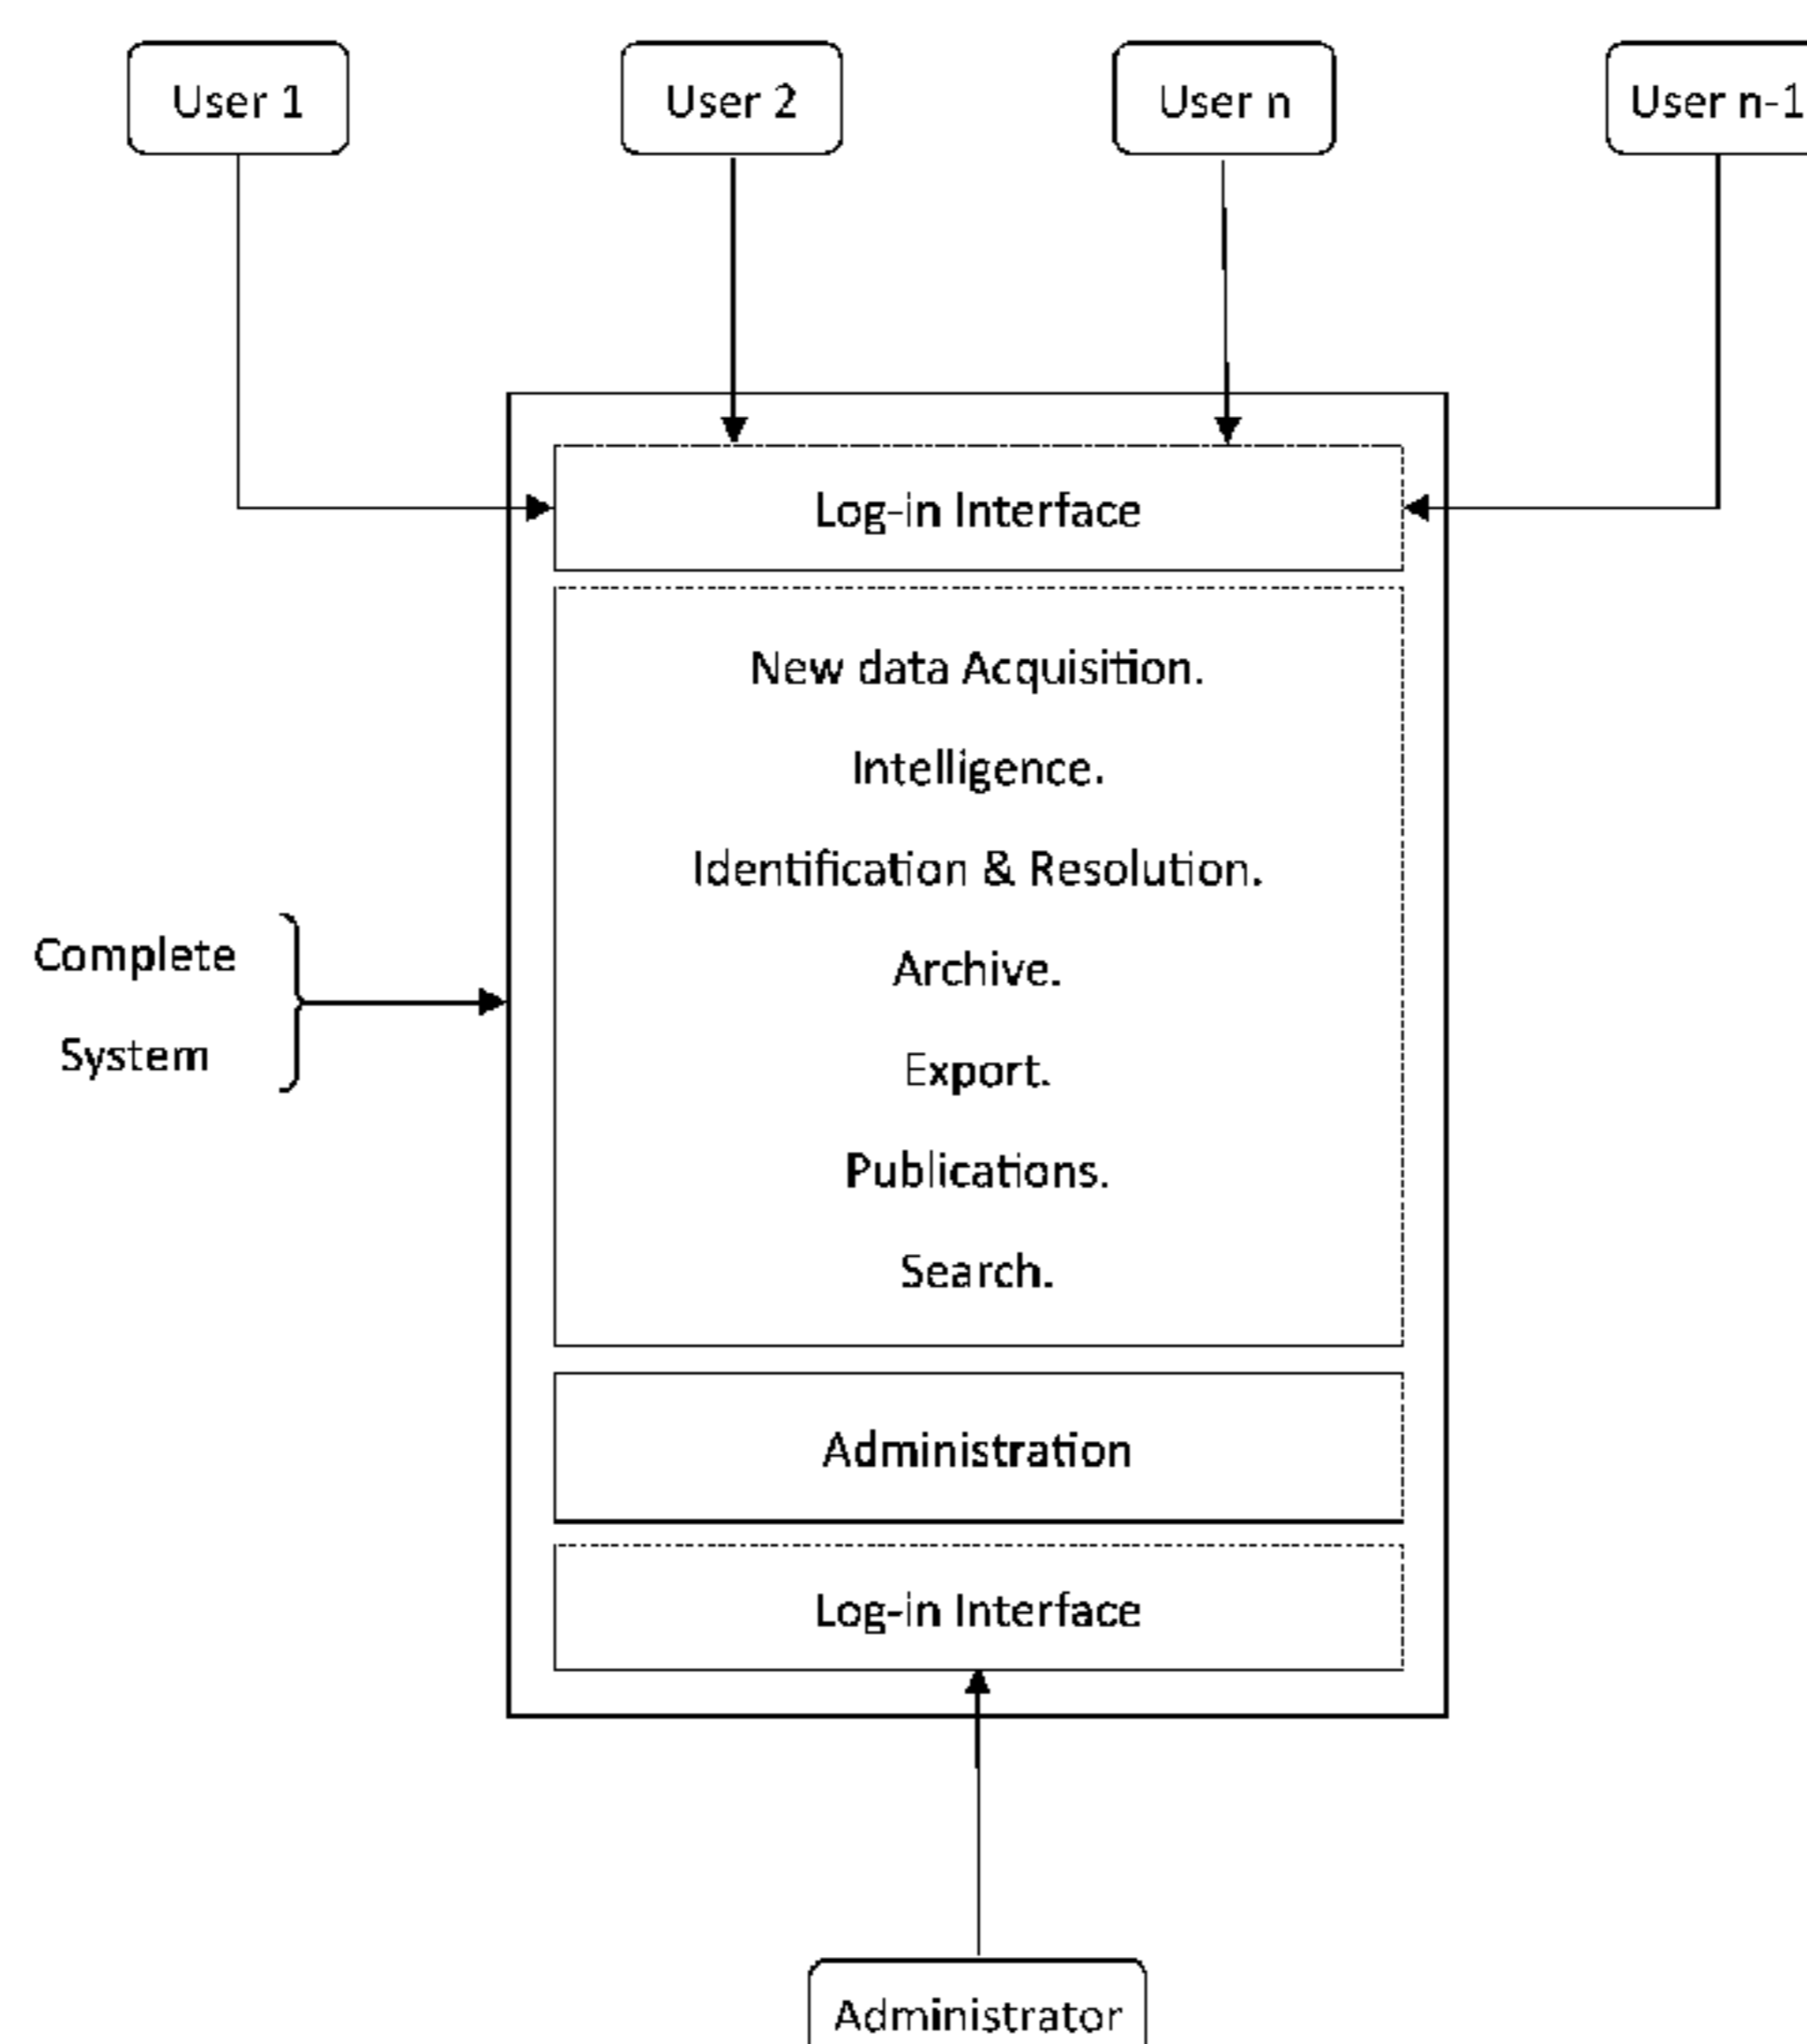 User 1
User 2
User n
User n-1
Log-in Interface
New data Acquisition.
Intelligence.
Identification & Resolution.
Archive.
Export.
Publications.
Search.
Complete
System
Administration
Log-in Interface
Administrator